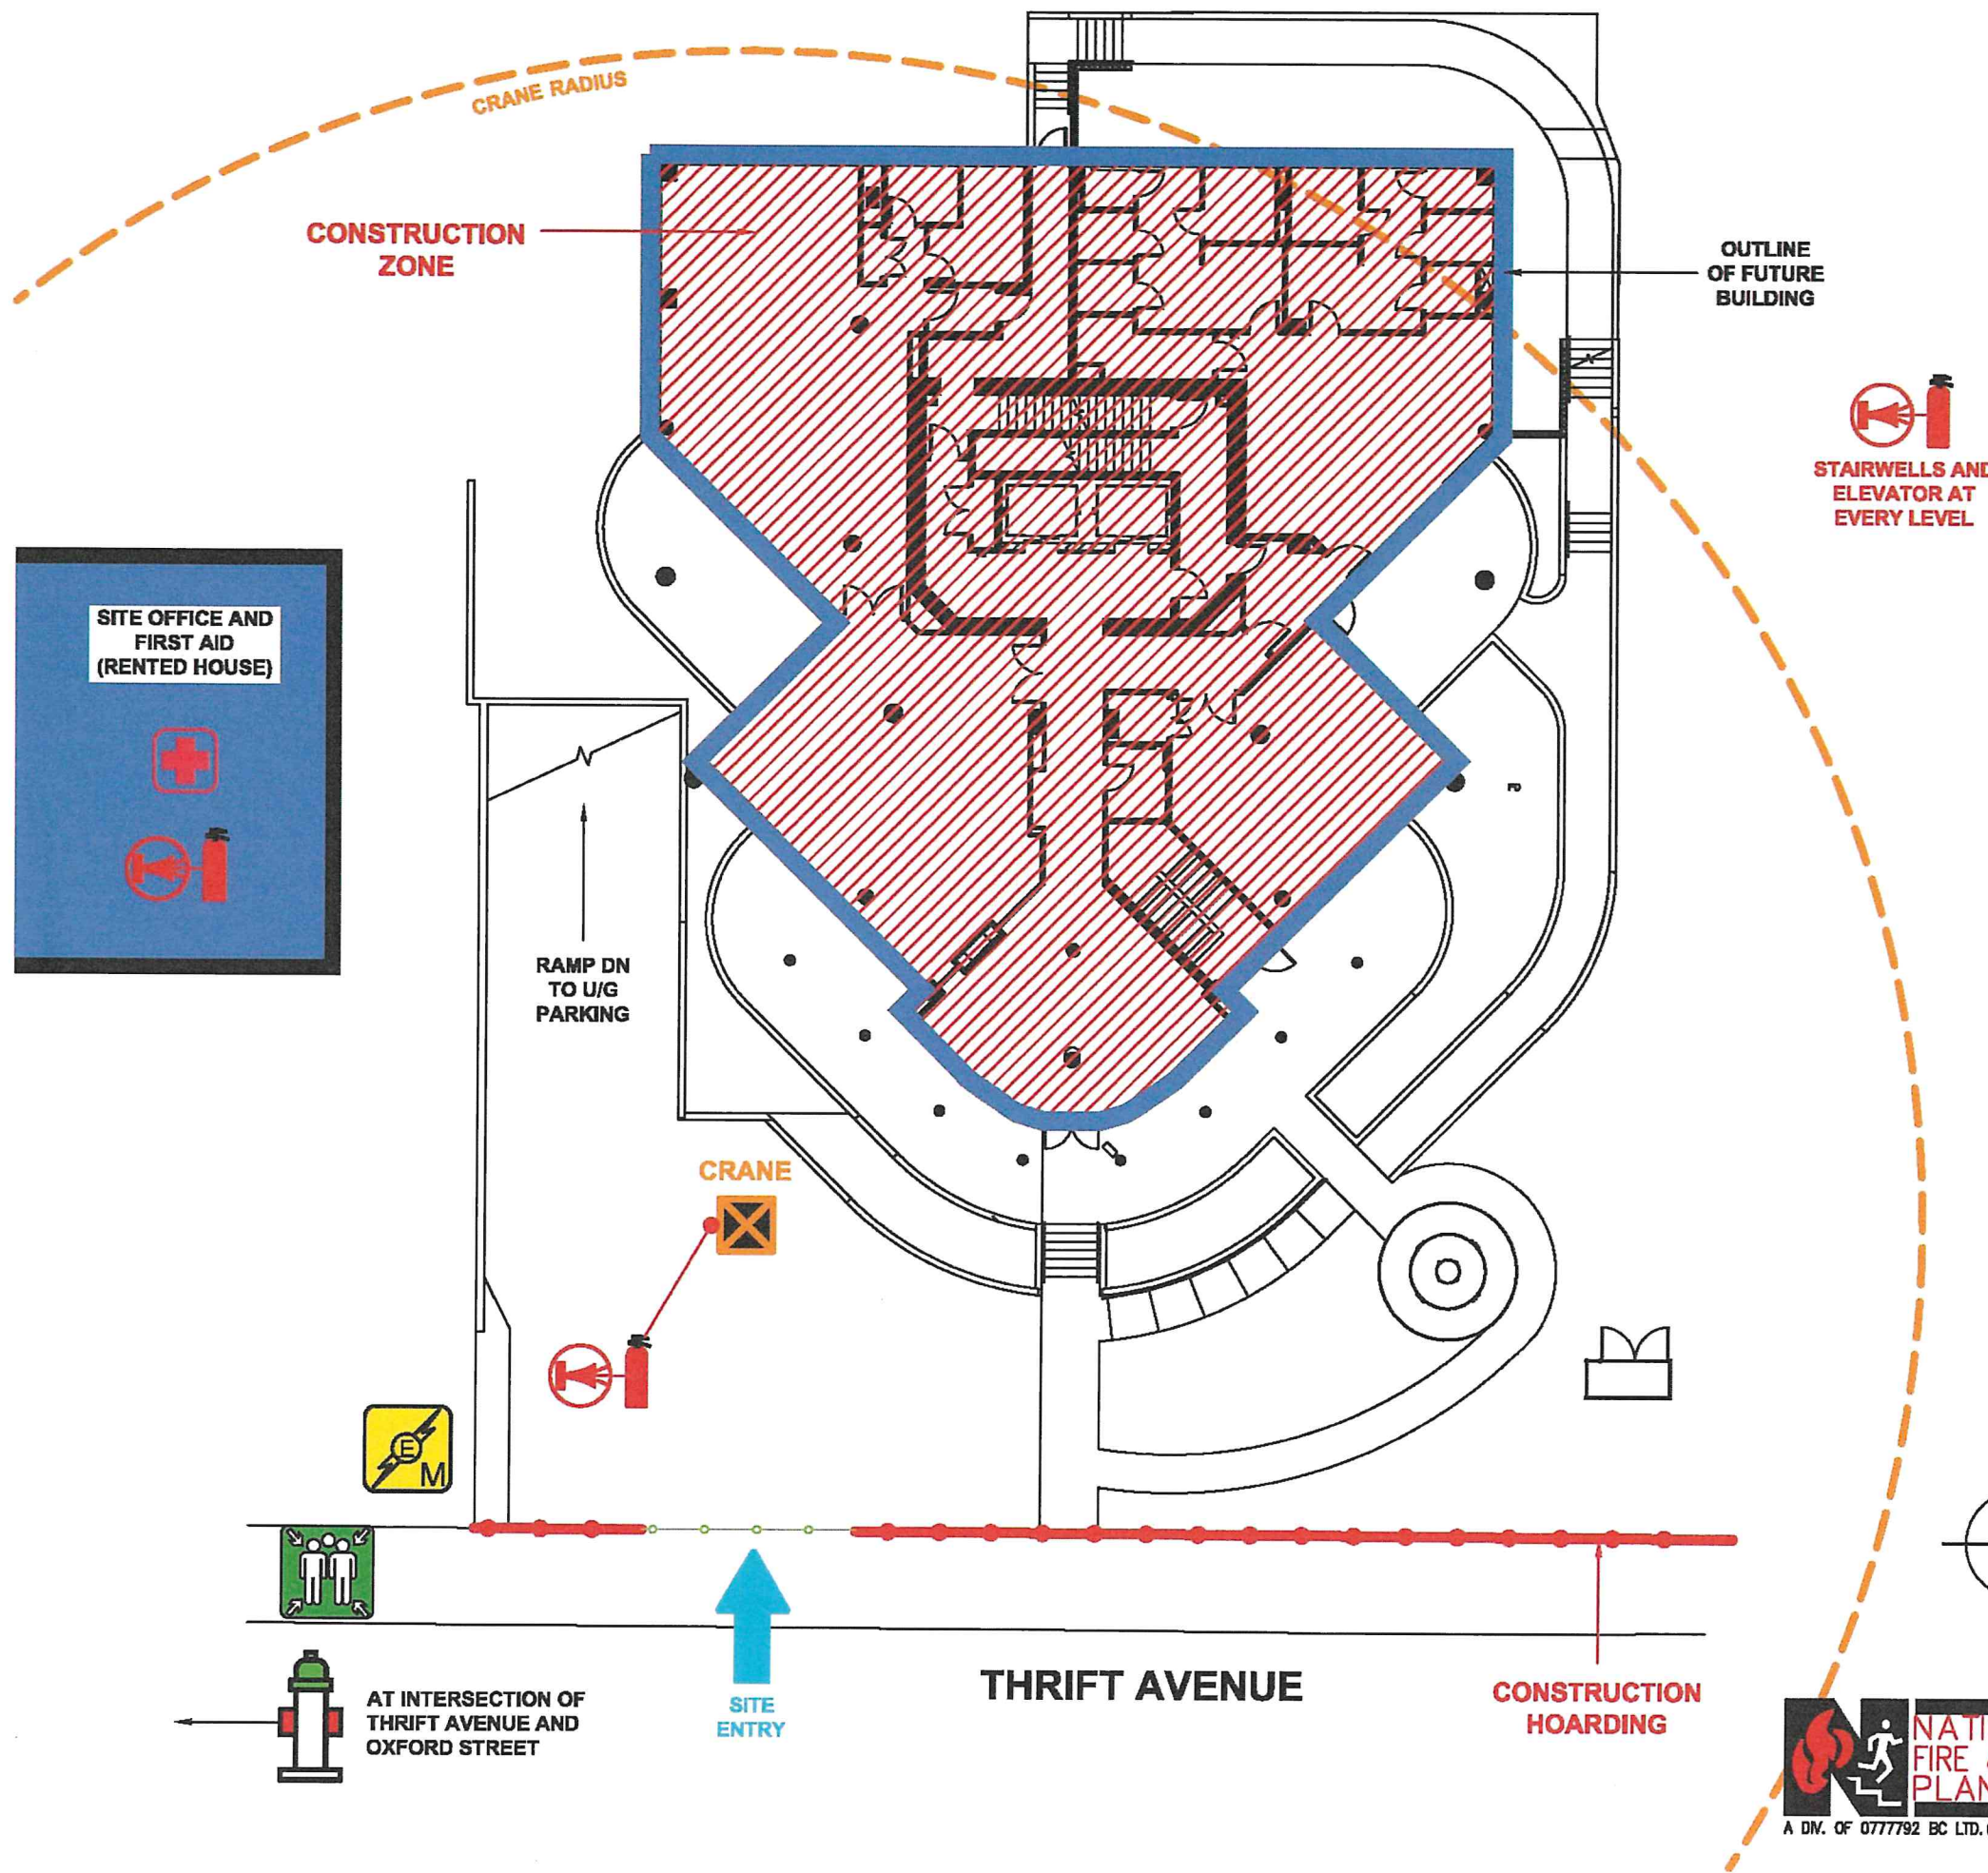 CRANE RADIUS
CONSTRUCTION
ZONE
OUTLINE
OF FUTURE
BUILDING
STAIRWELLS AND
ELEVATOR AT
EVERY LEVEL
SITE OFFICE AND
FIRST AID
(RENTED HOUSE)
RAMP DN
TO U/G
PARKING
CRANE
E
M
THRIFT AVENUE
SITE
ENTRY
CONSTRUCTION
HOARDING
AT INTERSECTION OF
THRIFT AVENUE AND
OXFORD STREET
N
FIRE
A DIV. OF 0777792 BC LTD.